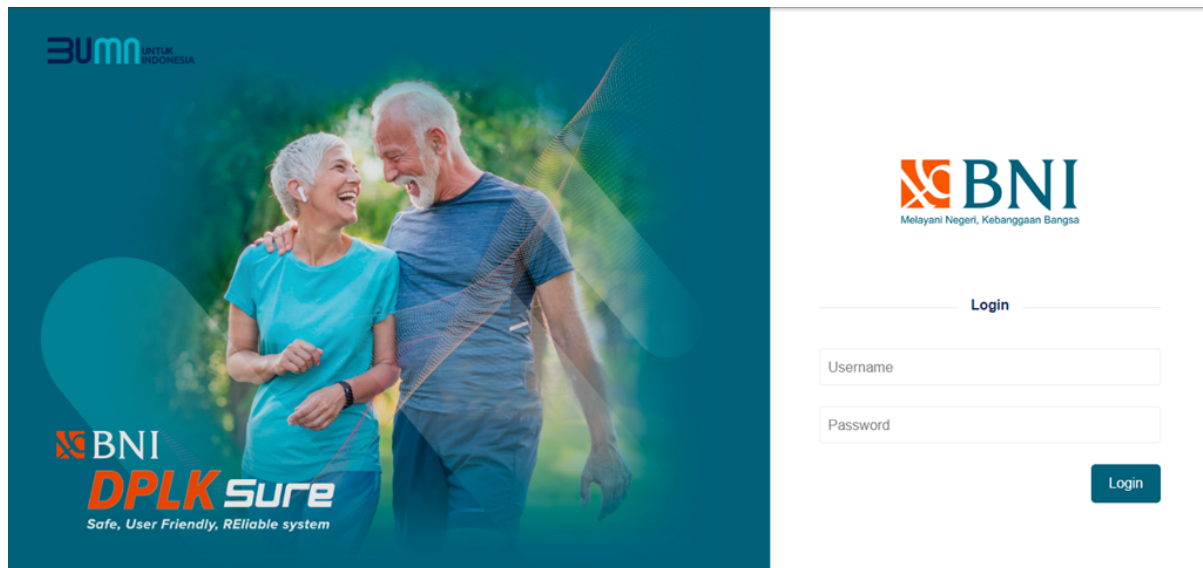 BUMN UNTUK
INDONESIA
BNI
DPLK Sure
Safe, User Friendly, REliable system
BNI
Melayani Negeri, Kebanggaan Bangsa
Login
Username
Password
Login